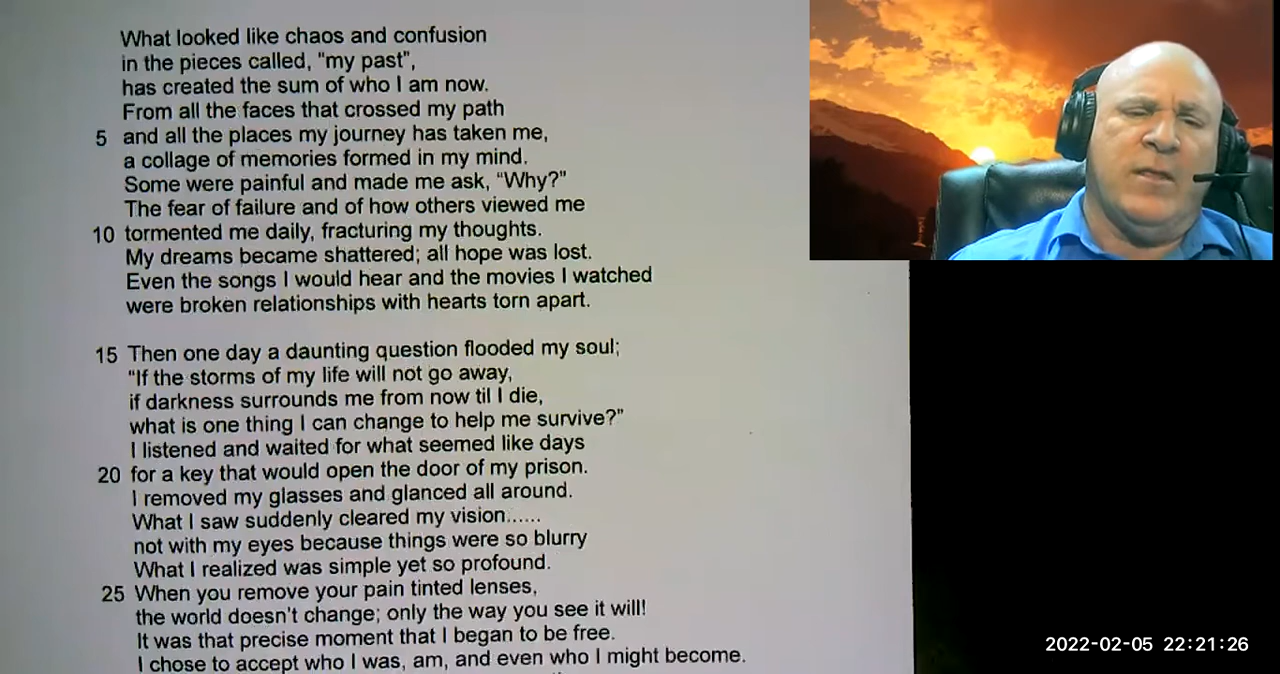 What looked like chaos and confusion
in the pieces called, “my past”,
has created the sum of who I am now.
From all the faces that crossed my path
5 and all the places my journey has taken me,
a collage of memories formed in my mind.
Some were painful and made me ask, “Why?”
The fear of failure and of how others viewed me
10 tormented me daily, fracturing my thoughts.
My dreams became shattered; all hope was lost.
Even the songs I would hear and the movies I watched
were broken relationships with hearts torn apart.
15 Then one day a daunting question flooded my soul;
“If the storms of my life will not go away,
if darkness surrounds me from now til I die,
what is one thing I can change to help me survive?”
I listened and waited for what seemed like days
20 for a key that would open the door of my prison.
I removed my glasses and glanced all around.
What I saw suddenly cleared my vision......
not with my eyes because things were so blurry
What I realized was simple yet so profound.
25 When you remove your pain tinted lenses,
the world doesn't change; only the way you see it will!
It was that precise moment that I began to be free.
I chose to accept who I was, am, and even who I might become.
2022-02-05 22:21:26